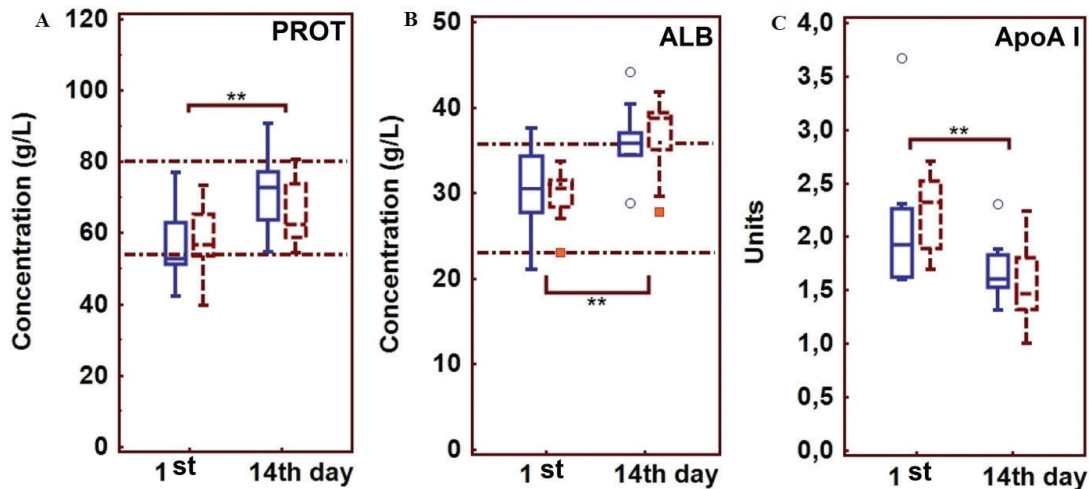 A
PROT
Concentration (g/L)
120
100
80
60
40
20
0
**
1 st
14th day
B
ALB
Concentration (g/L)
50
40
30
20
10
0
**
1 st
14th day
C
ApoA I
Units
4,0
3,5
3,0
2,5
2,0
1,5
1,0
0,5
0,0
**
1 st
14th day